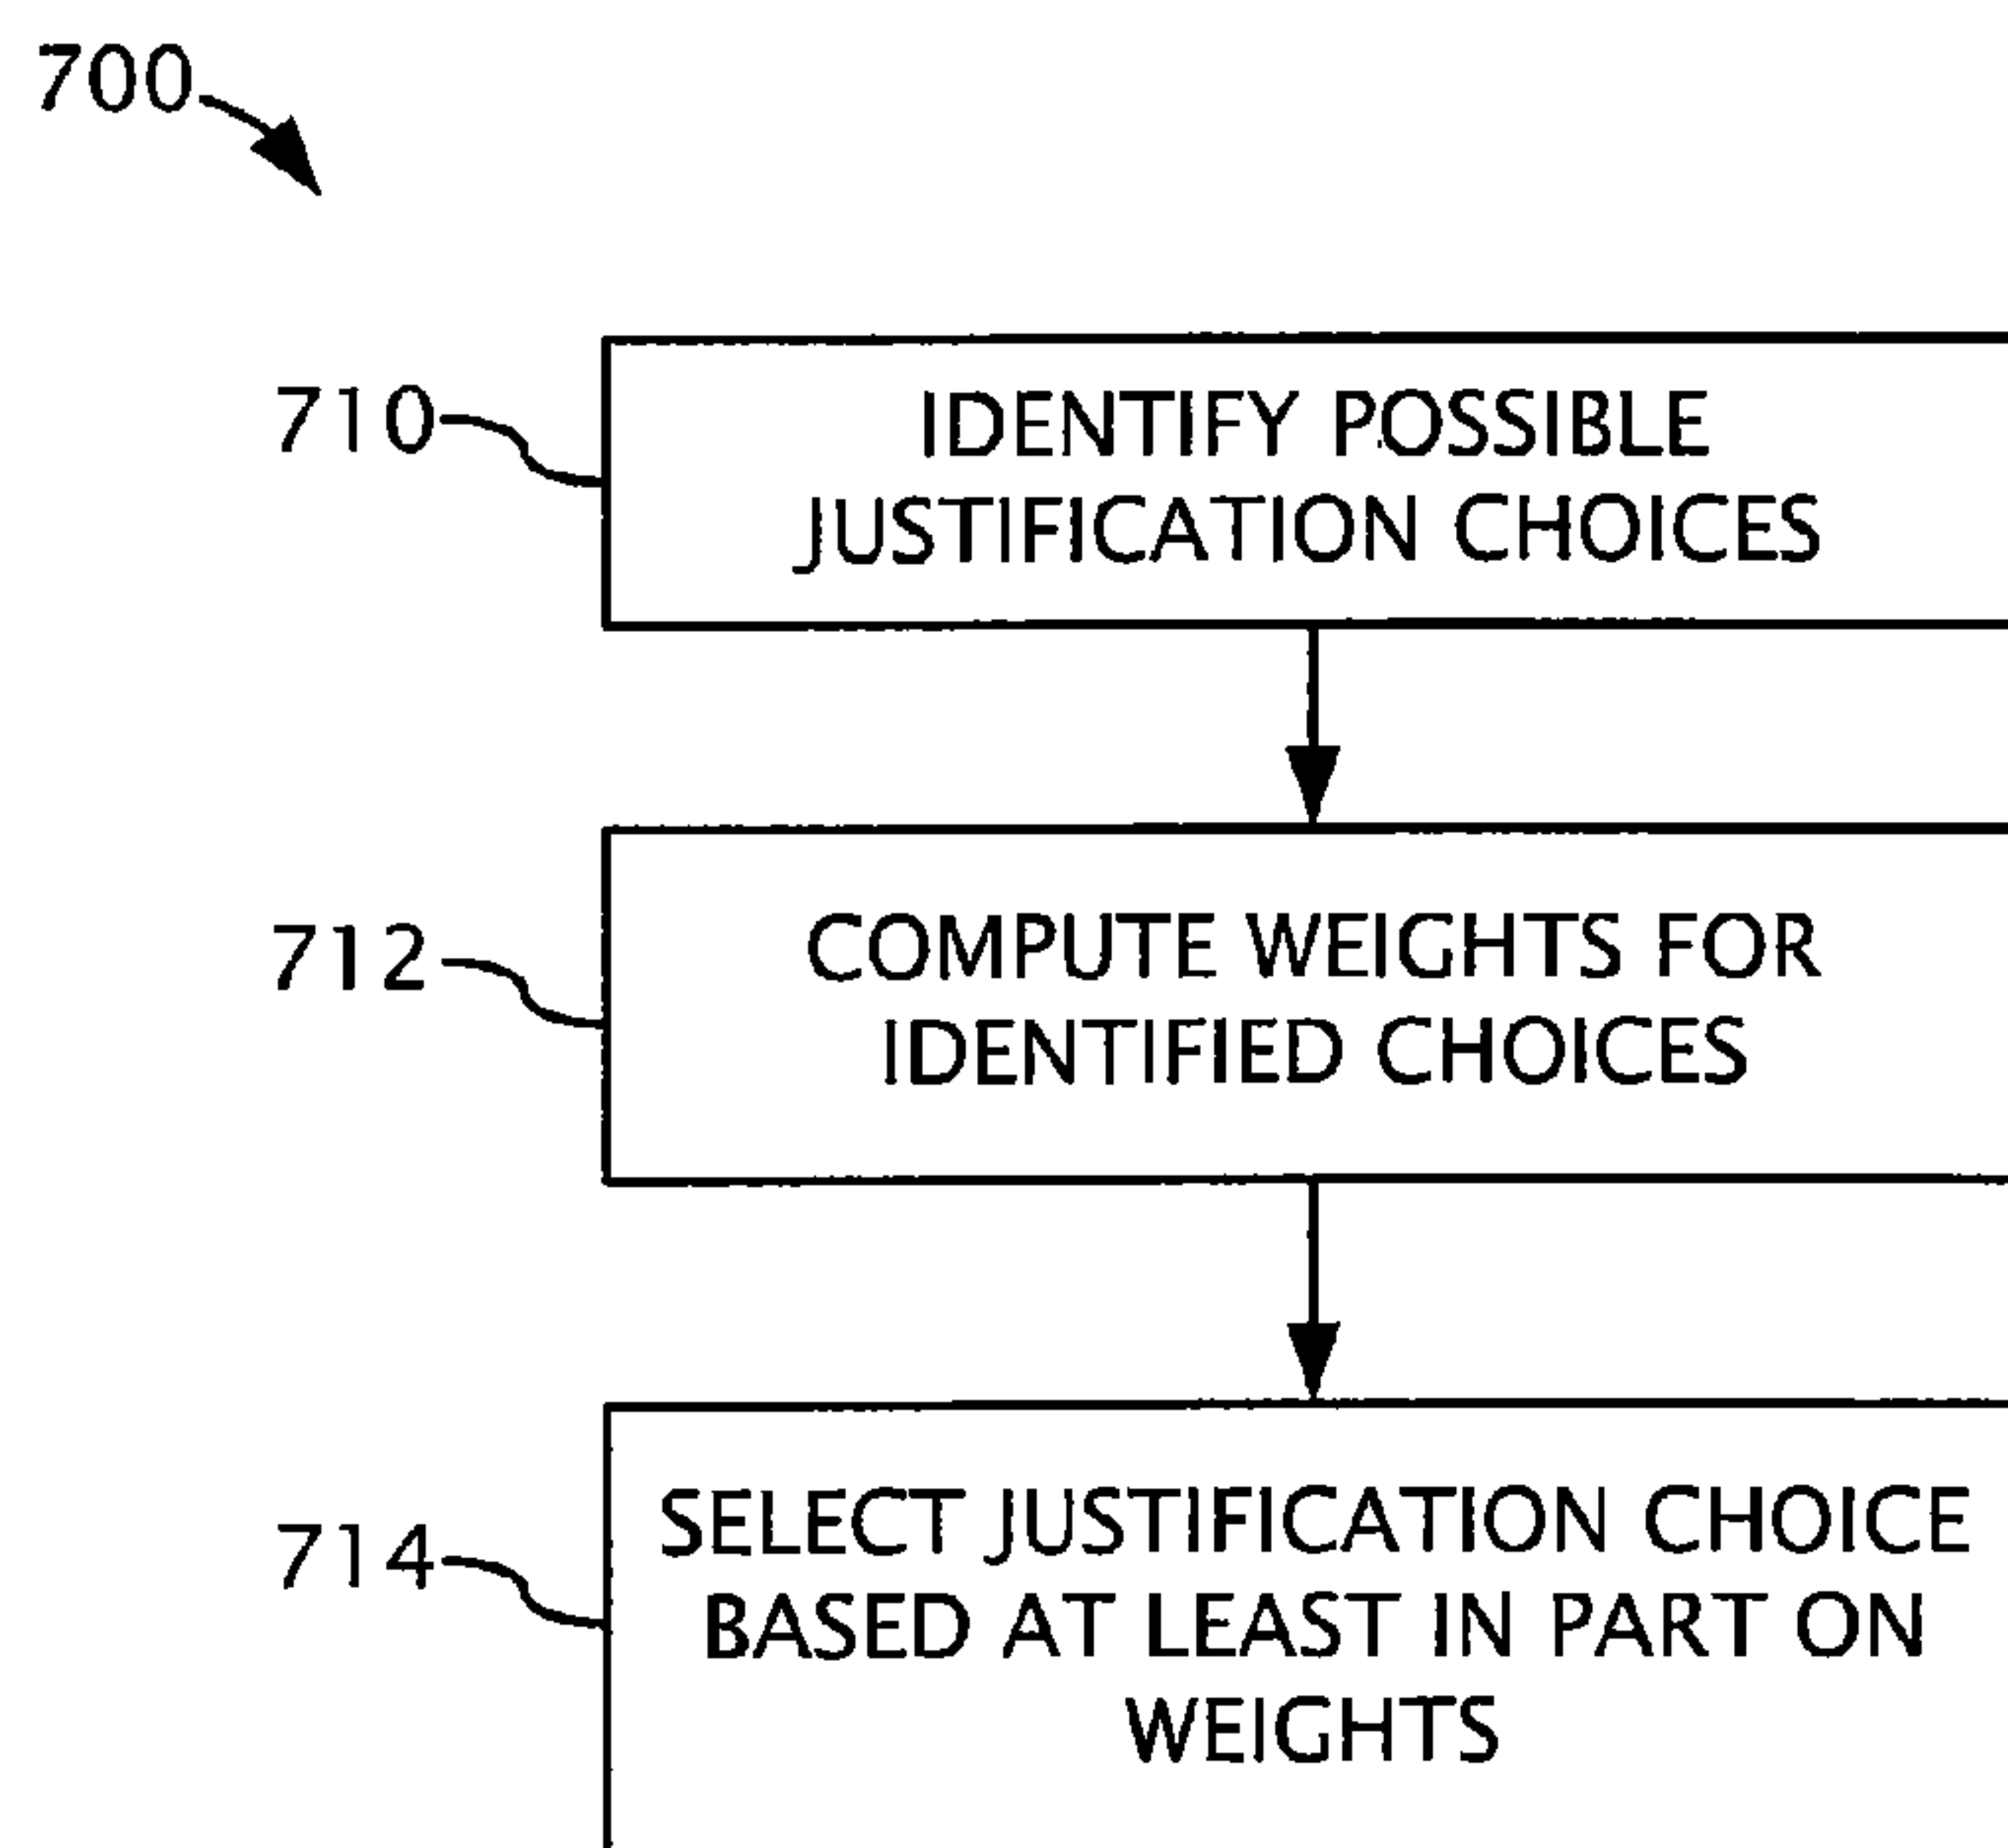 700
710
IDENTIFY POSSIBLE
JUSTIFICATION CHOICES
712
COMPUTE WEIGHTS FOR
IDENTIFIED CHOICES
714
SELECT JUSTIFICATION CHOICE
BASED AT LEAST IN PART ON
WEIGHTS